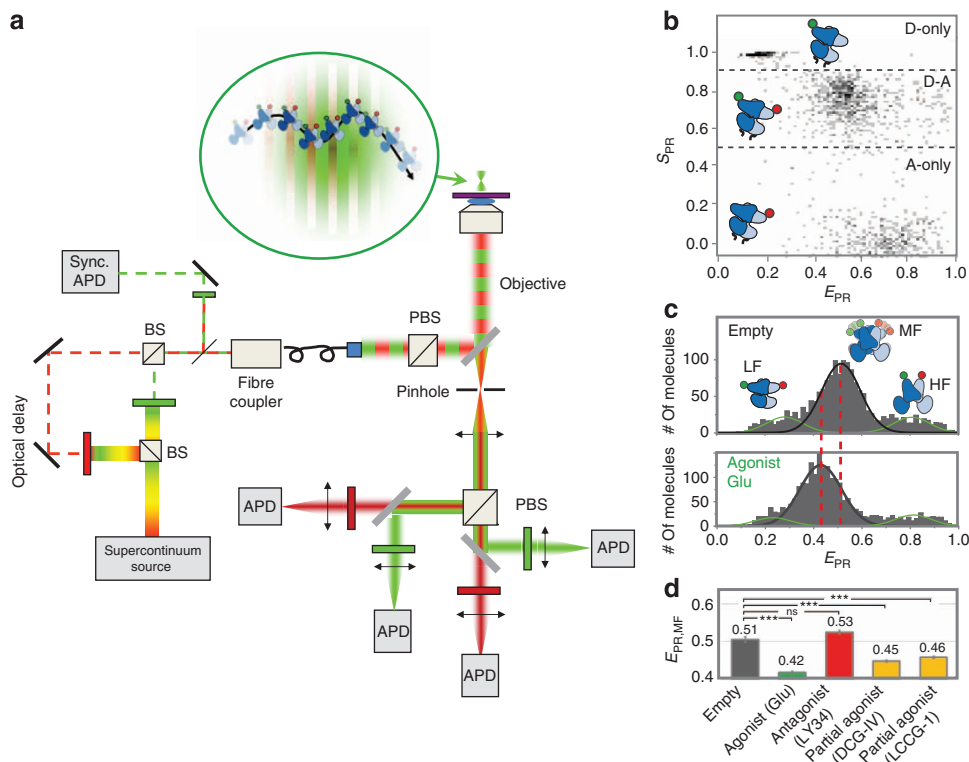 a
Sync.
APD
BS
PBS
Objective
Fibre
coupler
Pinhole
Optical delay
BS
Supercontinuum
source
APD
PBS
APD
APD
APD
b
D-only
D-A
A-only
S_PR
1.0
0.8
0.6
0.4
0.2
0.0
0.0
0.2
0.4
0.6
0.8
1.0
E_PR
c
Empty
MF
LF
HF
# Of molecules
100
50
0
Agonist
Glu
# Of molecules
100
50
0
0.0
0.2
0.4
0.6
0.8
1.0
E_PR
d
E_PR,MF
0.6
0.5
0.4
***
***
ns
***
0.51
0.42
0.53
0.45
0.46
Empty
Agonist (Glu)
Antagonist
(LY34)
Partial agonist
(DCG-IV)
Partial agonist
(LCCG-1)